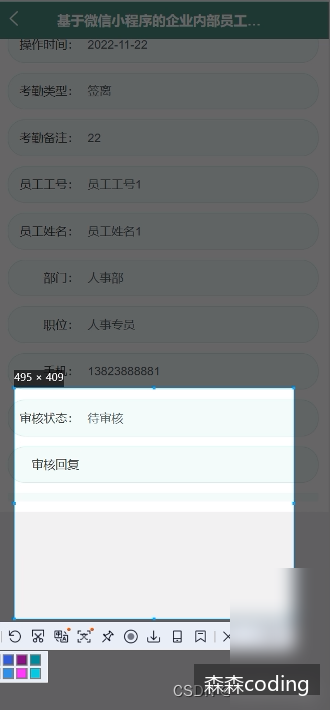 基于微信小程序的企业内部员工...
操作时间： 2022-11-22
考勤类型： 签离
考勤备注： 22
员工工号： 员工工号1
员工姓名： 员工姓名1
部门： 人事部
职位： 人事专员
13823888881
495 × 409
审核状态： 待审核
审核回复
森森coding